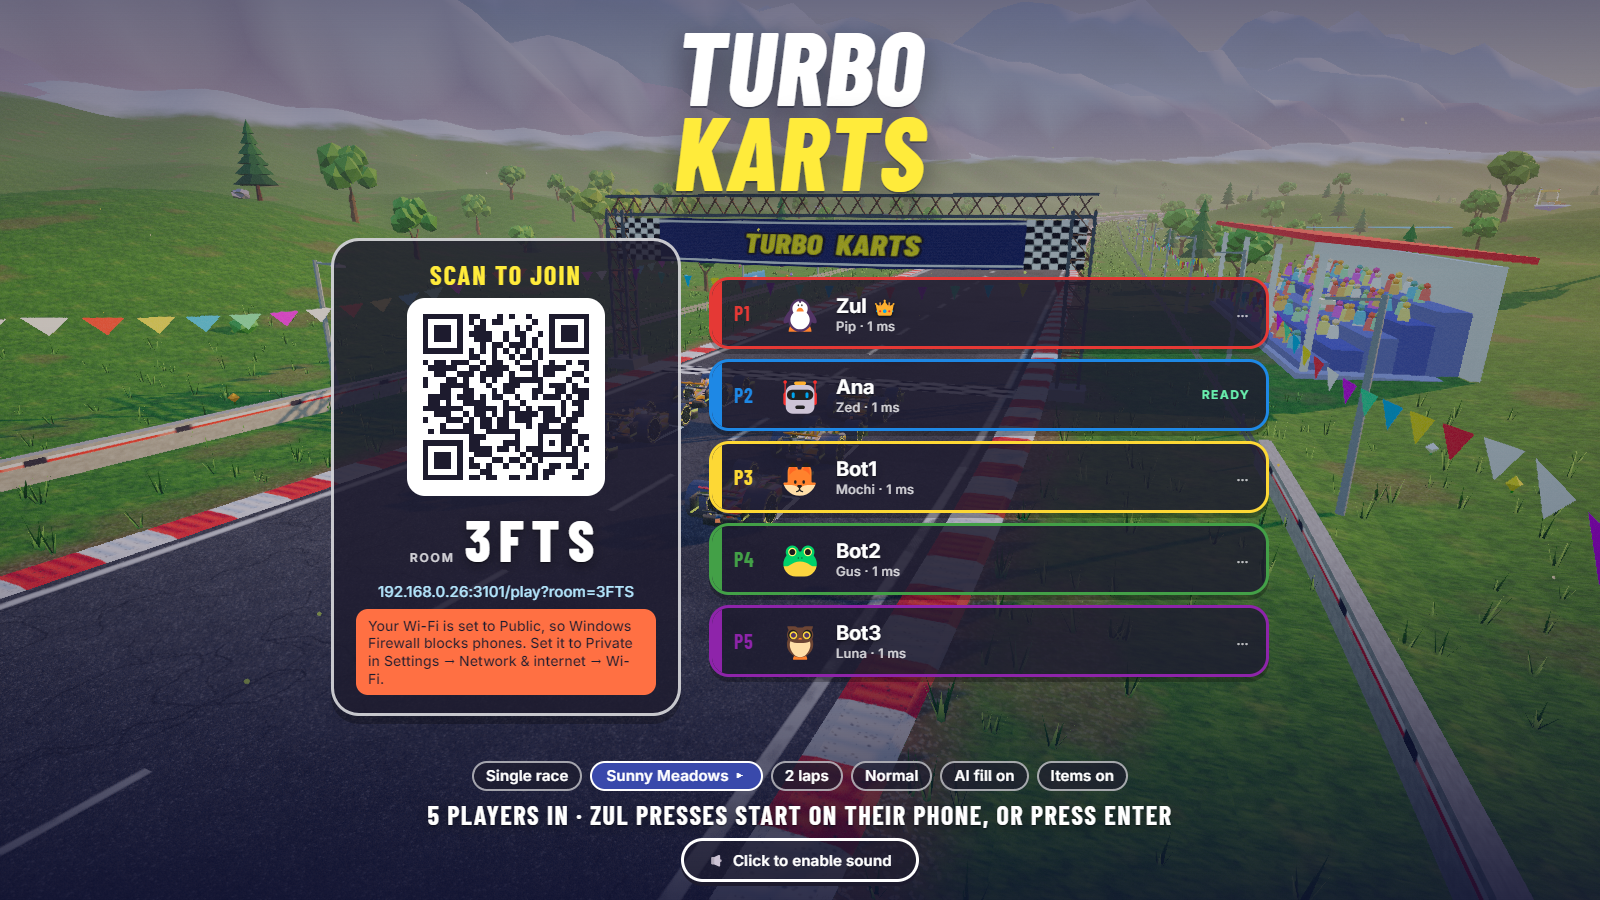 TURBO
KARTS
TURBO KARTS
SCAN TO JOIN
ROOM 3FTS
192.168.0.26:3101/play?room=3FTS
Your Wi-Fi is set to Public, so Windows
Firewall blocks phones. Set it to Private
in Settings → Network & internet → Wi-
Fi.
P1 Zul 👑
Pip · 1 ms
...
P2 Ana
Zed · 1 ms
READY
P3 Bot1
Mochi · 1 ms
...
P4 Bot2
Gus · 1 ms
...
P5 Bot3
Luna · 1 ms
...
Single race Sunny Meadows ▸ 2 laps Normal AI fill on Items on
5 PLAYERS IN · ZUL PRESSES START ON THEIR PHONE, OR PRESS ENTER
Click to enable sound